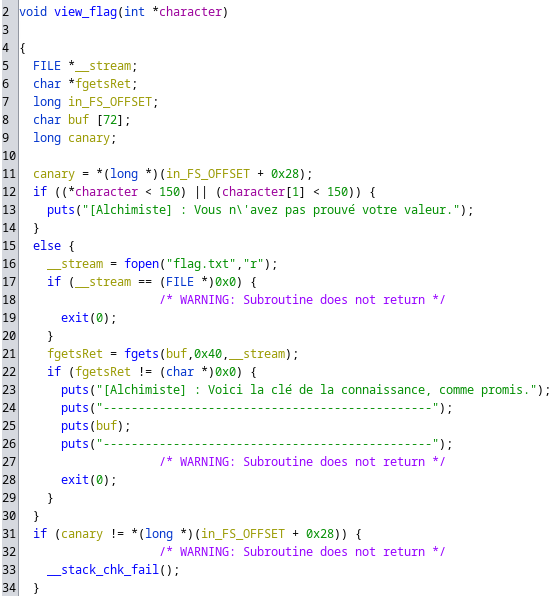 2 void view_flag(int *character)
3
4 {
5   FILE *__stream;
6   char *fgetsRet;
7   long in_FS_OFFSET;
8   char buf [72];
9   long canary;
10
11   canary = *(long *)(in_FS_OFFSET + 0x28);
12   if ((*character < 150) || (character[1] < 150)) {
13     puts("[Alchimiste] : Vous n\'avez pas prouvé votre valeur.");
14   }
15   else {
16     __stream = fopen("flag.txt","r");
17     if (__stream == (FILE *)0x0) {
18                     /* WARNING: Subroutine does not return */
19       exit(0);
20     }
21     fgetsRet = fgets(buf,0x40,__stream);
22     if (fgetsRet != (char *)0x0) {
23       puts("[Alchimiste] : Voici la clé de la connaissance, comme promis.");
24       puts("-----------------------------------------------");
25       puts(buf);
26       puts("-----------------------------------------------");
27                     /* WARNING: Subroutine does not return */
28       exit(0);
29     }
30   }
31   if (canary != *(long *)(in_FS_OFFSET + 0x28)) {
32                     /* WARNING: Subroutine does not return */
33     __stack_chk_fail();
34   }